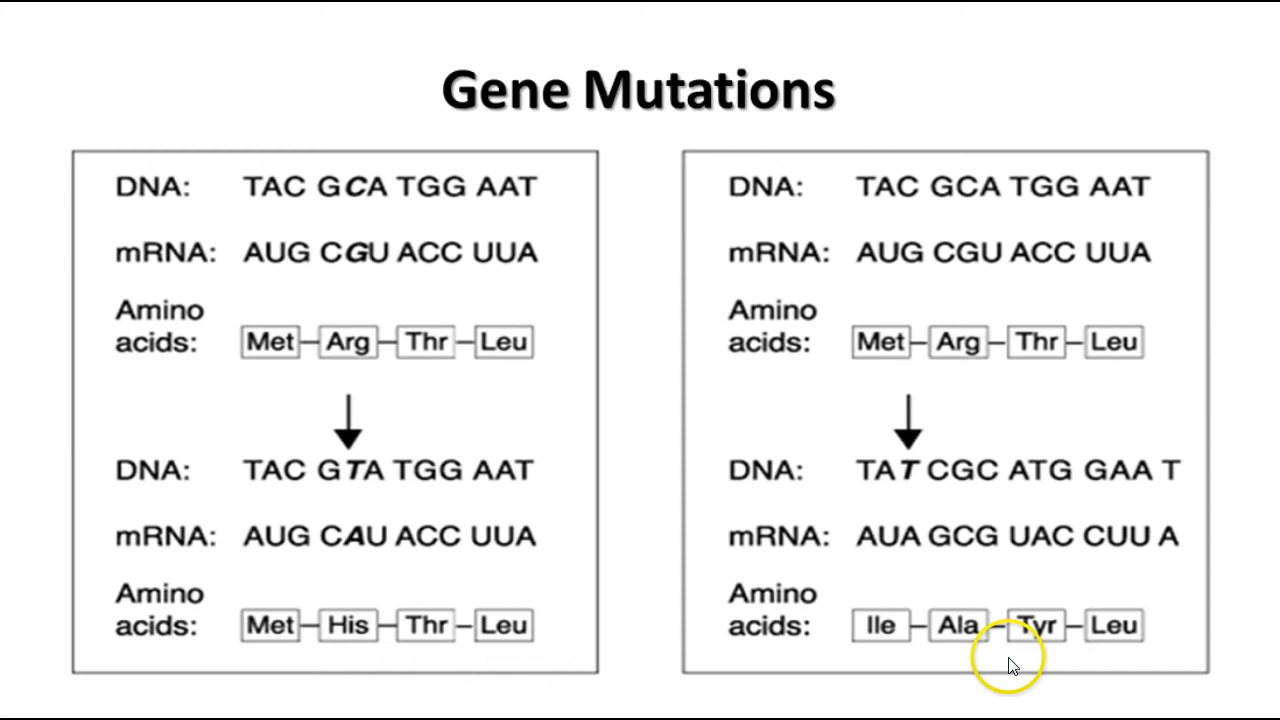 Gene Mutations
DNA: TAC GCA TGG AAT
mRNA: AUG CGU ACC UUA
Amino
acids: Met Arg Thr Leu
DNA: TAC GTA TGG AAT
mRNA: AUG CAU ACC UUA
Amino
acids: Met His Thr Leu
DNA: TAC GCA TGG AAT
mRNA: AUG CGU ACC UUA
Amino
acids: Met Arg Thr Leu
DNA: TAT CGC ATG GAA T
mRNA: AUA GCG UAC CUU A
Amino
acids: Ile Ala Tyr Leu